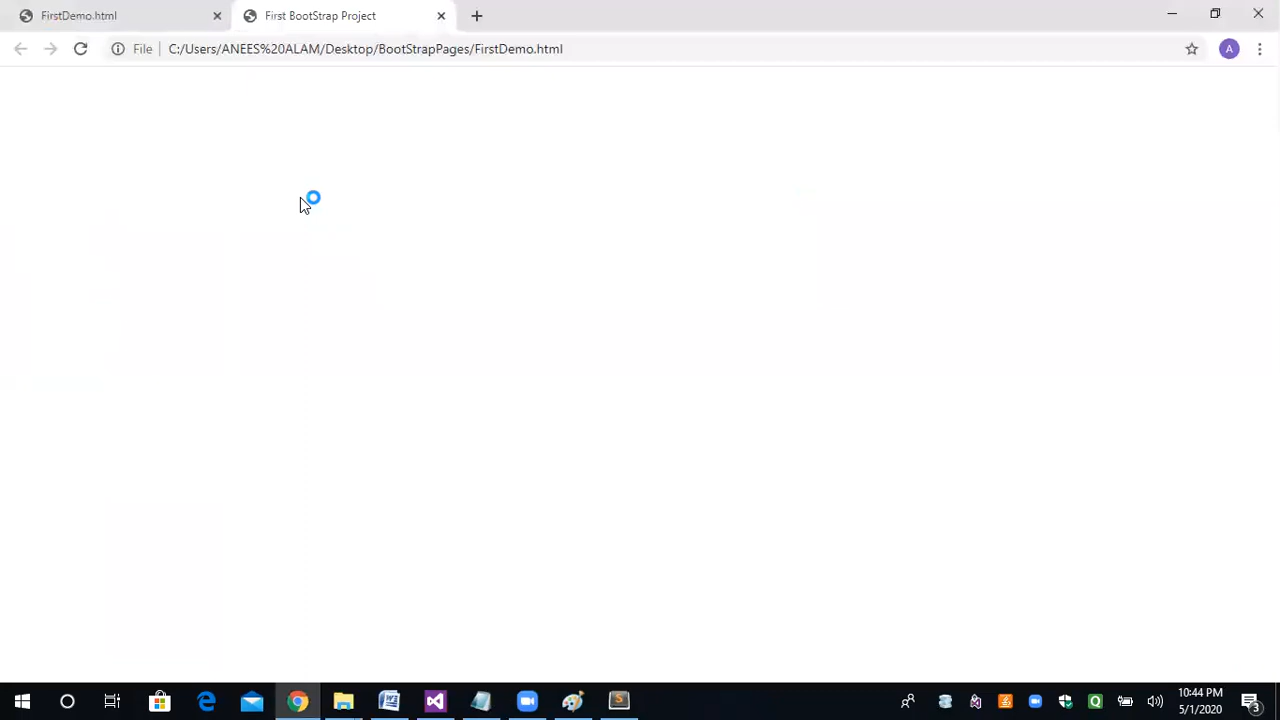 FirstDemo.html
First BootStrap Project
File
C:/Users/ANEES%20ALAM/Desktop/BootStrapPages/FirstDemo.html
A
10:44 PM
5/1/2020
3